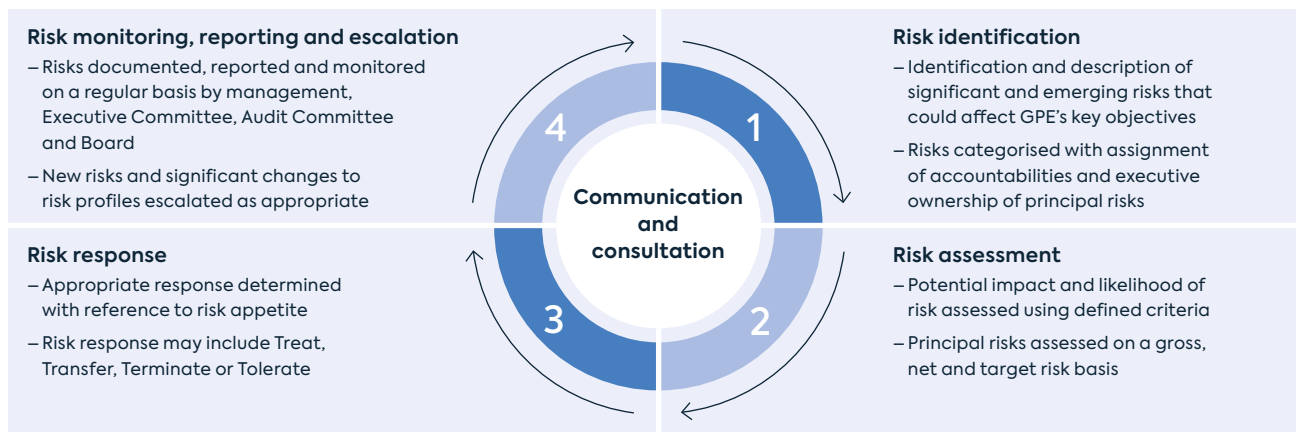 Risk monitoring, reporting and escalation
– Risks documented, reported and monitored
on a regular basis by management,
Executive Committee, Audit Committee
and Board
– New risks and significant changes to
risk profiles escalated as appropriate
4
1
Risk identification
– Identification and description of
significant and emerging risks that
could affect GPE’s key objectives
– Risks categorised with assignment
of accountabilities and executive
ownership of principal risks
Communication
and
consultation
Risk response
– Appropriate response determined
with reference to risk appetite
– Risk response may include Treat,
Transfer, Terminate or Tolerate
3
2
Risk assessment
– Potential impact and likelihood of
risk assessed using defined criteria
– Principal risks assessed on a gross,
net and target risk basis